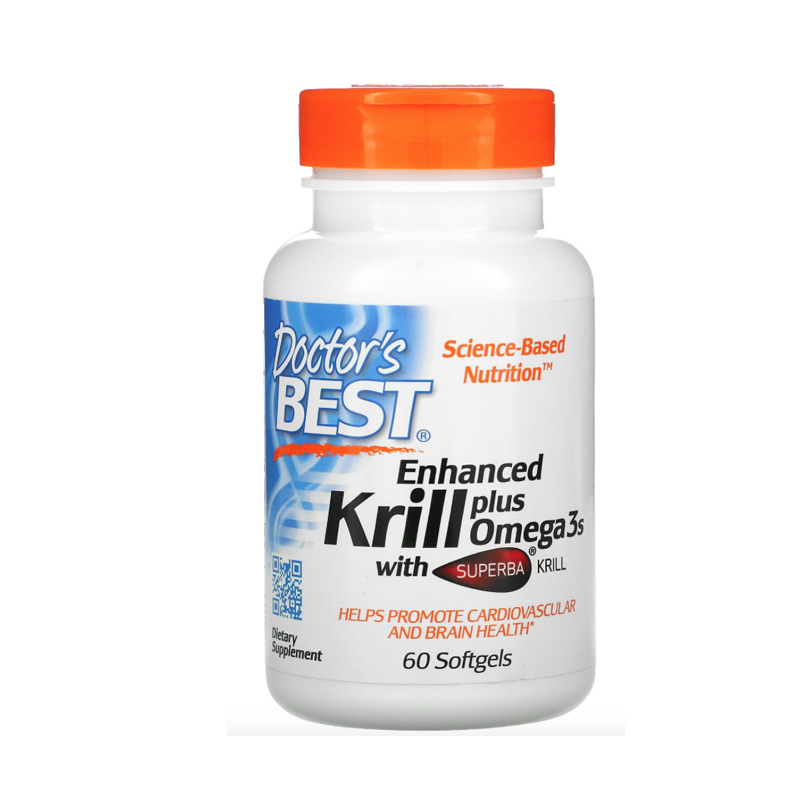 Doctor's
BEST®
Science-Based
Nutrition™
Enhanced
Krill plus
Omega3s
with SUPERBA® KRILL
HELPS PROMOTE CARDIOVASCULAR
AND BRAIN HEALTH*
Dietary
Supplement
60 Softgels